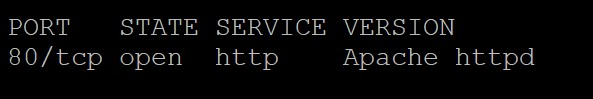 PORT   STATE SERVICE VERSION
80/tcp open  http    Apache httpd